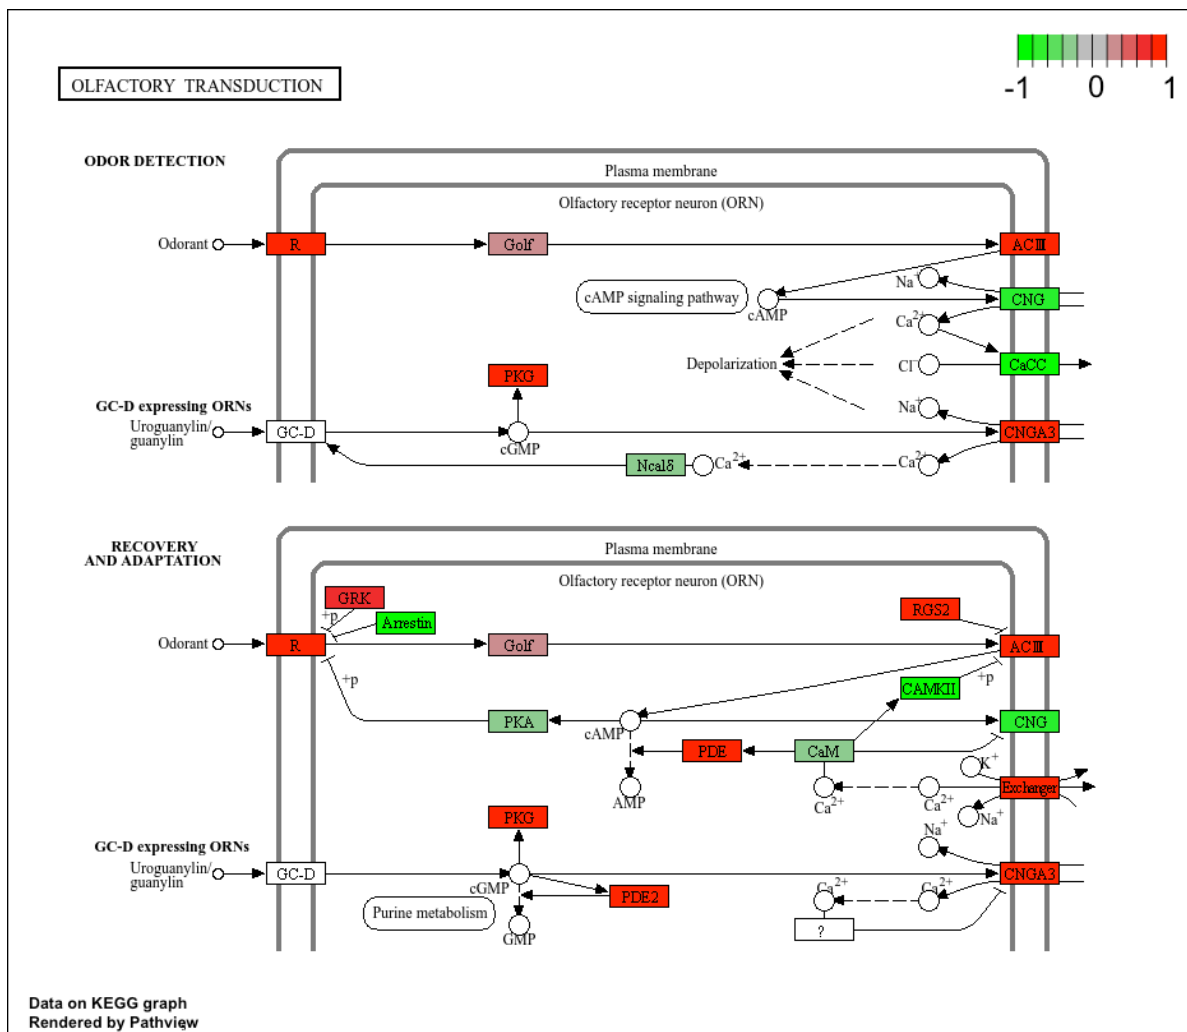 -1 0 1
OLFACTORY TRANSDUCTION
ODOR DETECTION
Plasma membrane
Olfactory receptor neuron (ORN)
Odorant
R
Golf
ACIII
Na+
cAMP signaling pathway
cAMP
CNG
Ca2+
Depolarization
Cl-
CaCC
PKG
GC-D expressing ORNs
Uroguanylin/
guanylin
GC-D
cGMP
Na+
CNGA3
Ncalδ
Ca2+
Ca2+
RECOVERY
AND ADAPTATION
Plasma membrane
Olfactory receptor neuron (ORN)
GRK
+p
Arrestin
RGS2
Odorant
R
Golf
ACIII
+p
CAMKII
+p
PKA
cAMP
CNG
PDE
CaM
K+
AMP
Ca2+
Ca2+
Exchanger
Na+
PKG
Na+
GC-D expressing ORNs
Uroguanylin/
guanylin
GC-D
cGMP
PDE2
Ca2+
Ca2+
CNGA3
Purine metabolism
GMP
?
Data on KEGG graph
Rendered by Pathview